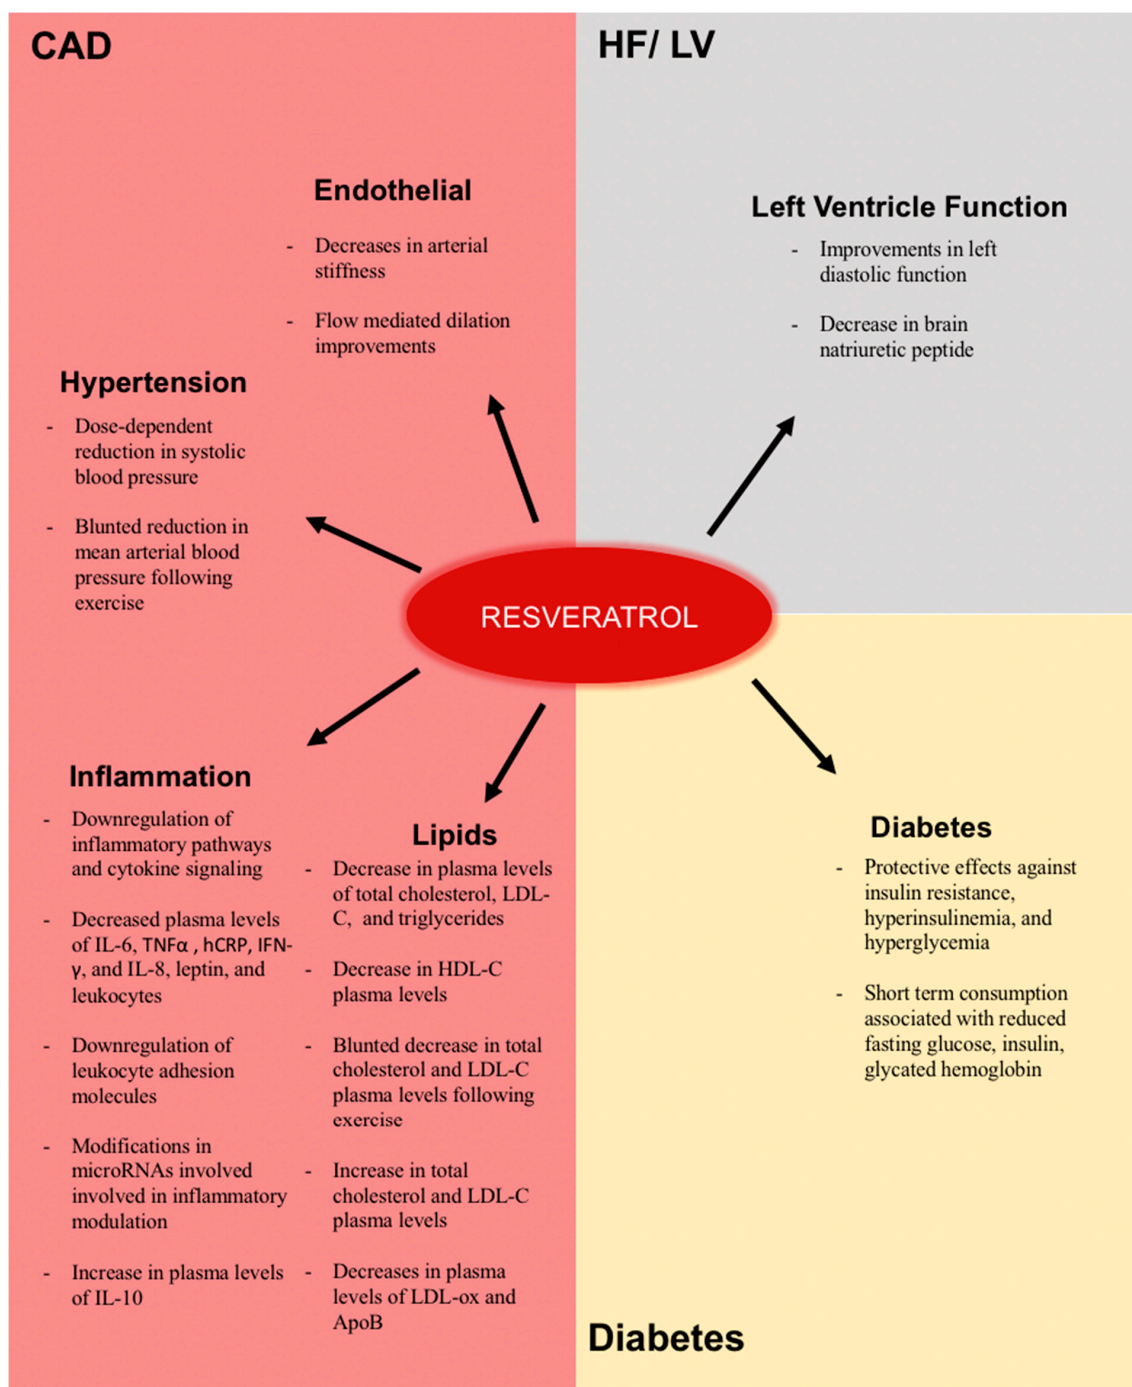 CAD
HF/ LV
Endothelial
- Decreases in arterial
stiffness
- Flow mediated dilation
improvements
Left Ventricle Function
- Improvements in left
diastolic function
- Decrease in brain
natriuretic peptide
Hypertension
- Dose-dependent
reduction in systolic
blood pressure
- Blunted reduction in
mean arterial blood
pressure following
exercise
RESVERATROL
Inflammation
- Downregulation of
inflammatory pathways
and cytokine signaling
- Decreased plasma levels
of IL-6, TNFα , hCRP, IFN-
γ, and IL-8, leptin, and
leukocytes
- Downregulation of
leukocyte adhesion
molecules
- Modifications in
microRNAs involved
involved in inflammatory
modulation
- Increase in plasma levels
of IL-10
Lipids
- Decrease in plasma levels
of total cholesterol, LDL-
C,  and triglycerides
- Decrease in HDL-C
plasma levels
- Blunted decrease in total
cholesterol and LDL-C
plasma levels following
exercise
- Increase in total
cholesterol and LDL-C
plasma levels
- Decreases in plasma
levels of LDL-ox and
ApoB
Diabetes
- Protective effects against
insulin resistance,
hyperinsulinemia, and
hyperglycemia
- Short term consumption
associated with reduced
fasting glucose, insulin,
glycated hemoglobin
Diabetes